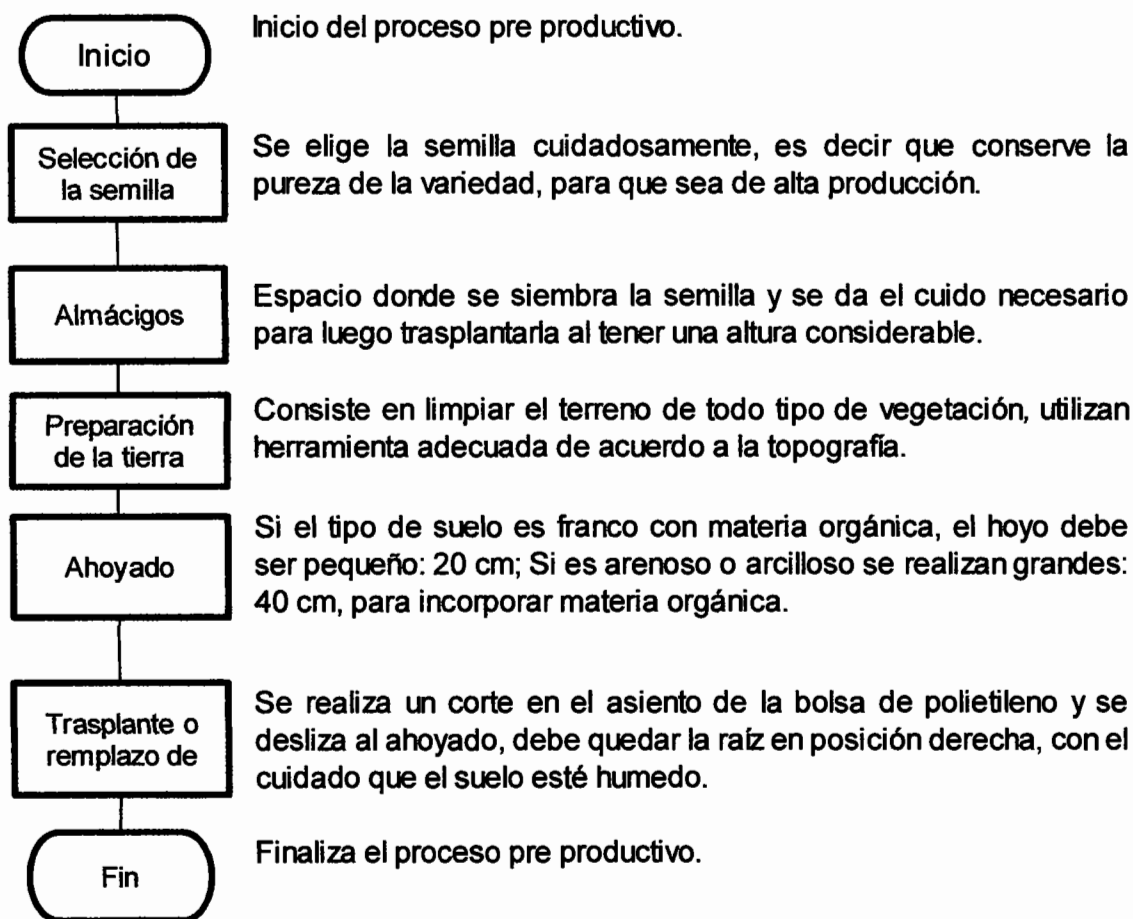 Inicio
Inicio del proceso pre productivo.
Selección de
la semilla
Se elige la semilla cuidadosamente, es decir que conserve la
pureza de la variedad, para que sea de alta producción.
Almácigos
Espacio donde se siembra la semilla y se da el cuido necesario
para luego trasplantarla al tener una altura considerable.
Preparación
de la tierra
Consiste en limpiar el terreno de todo tipo de vegetación, utilizan
herramienta adecuada de acuerdo a la topografía.
Ahoyado
Si el tipo de suelo es franco con materia orgánica, el hoyo debe
ser pequeño: 20 cm; Si es arenoso o arcilloso se realizan grandes:
40 cm, para incorporar materia orgánica.
Trasplante o
remplazo de
Se realiza un corte en el asiento de la bolsa de polietileno y se
desliza al ahoyado, debe quedar la raíz en posición derecha, con el
cuidado que el suelo esté humedo.
Fin
Finaliza el proceso pre productivo.